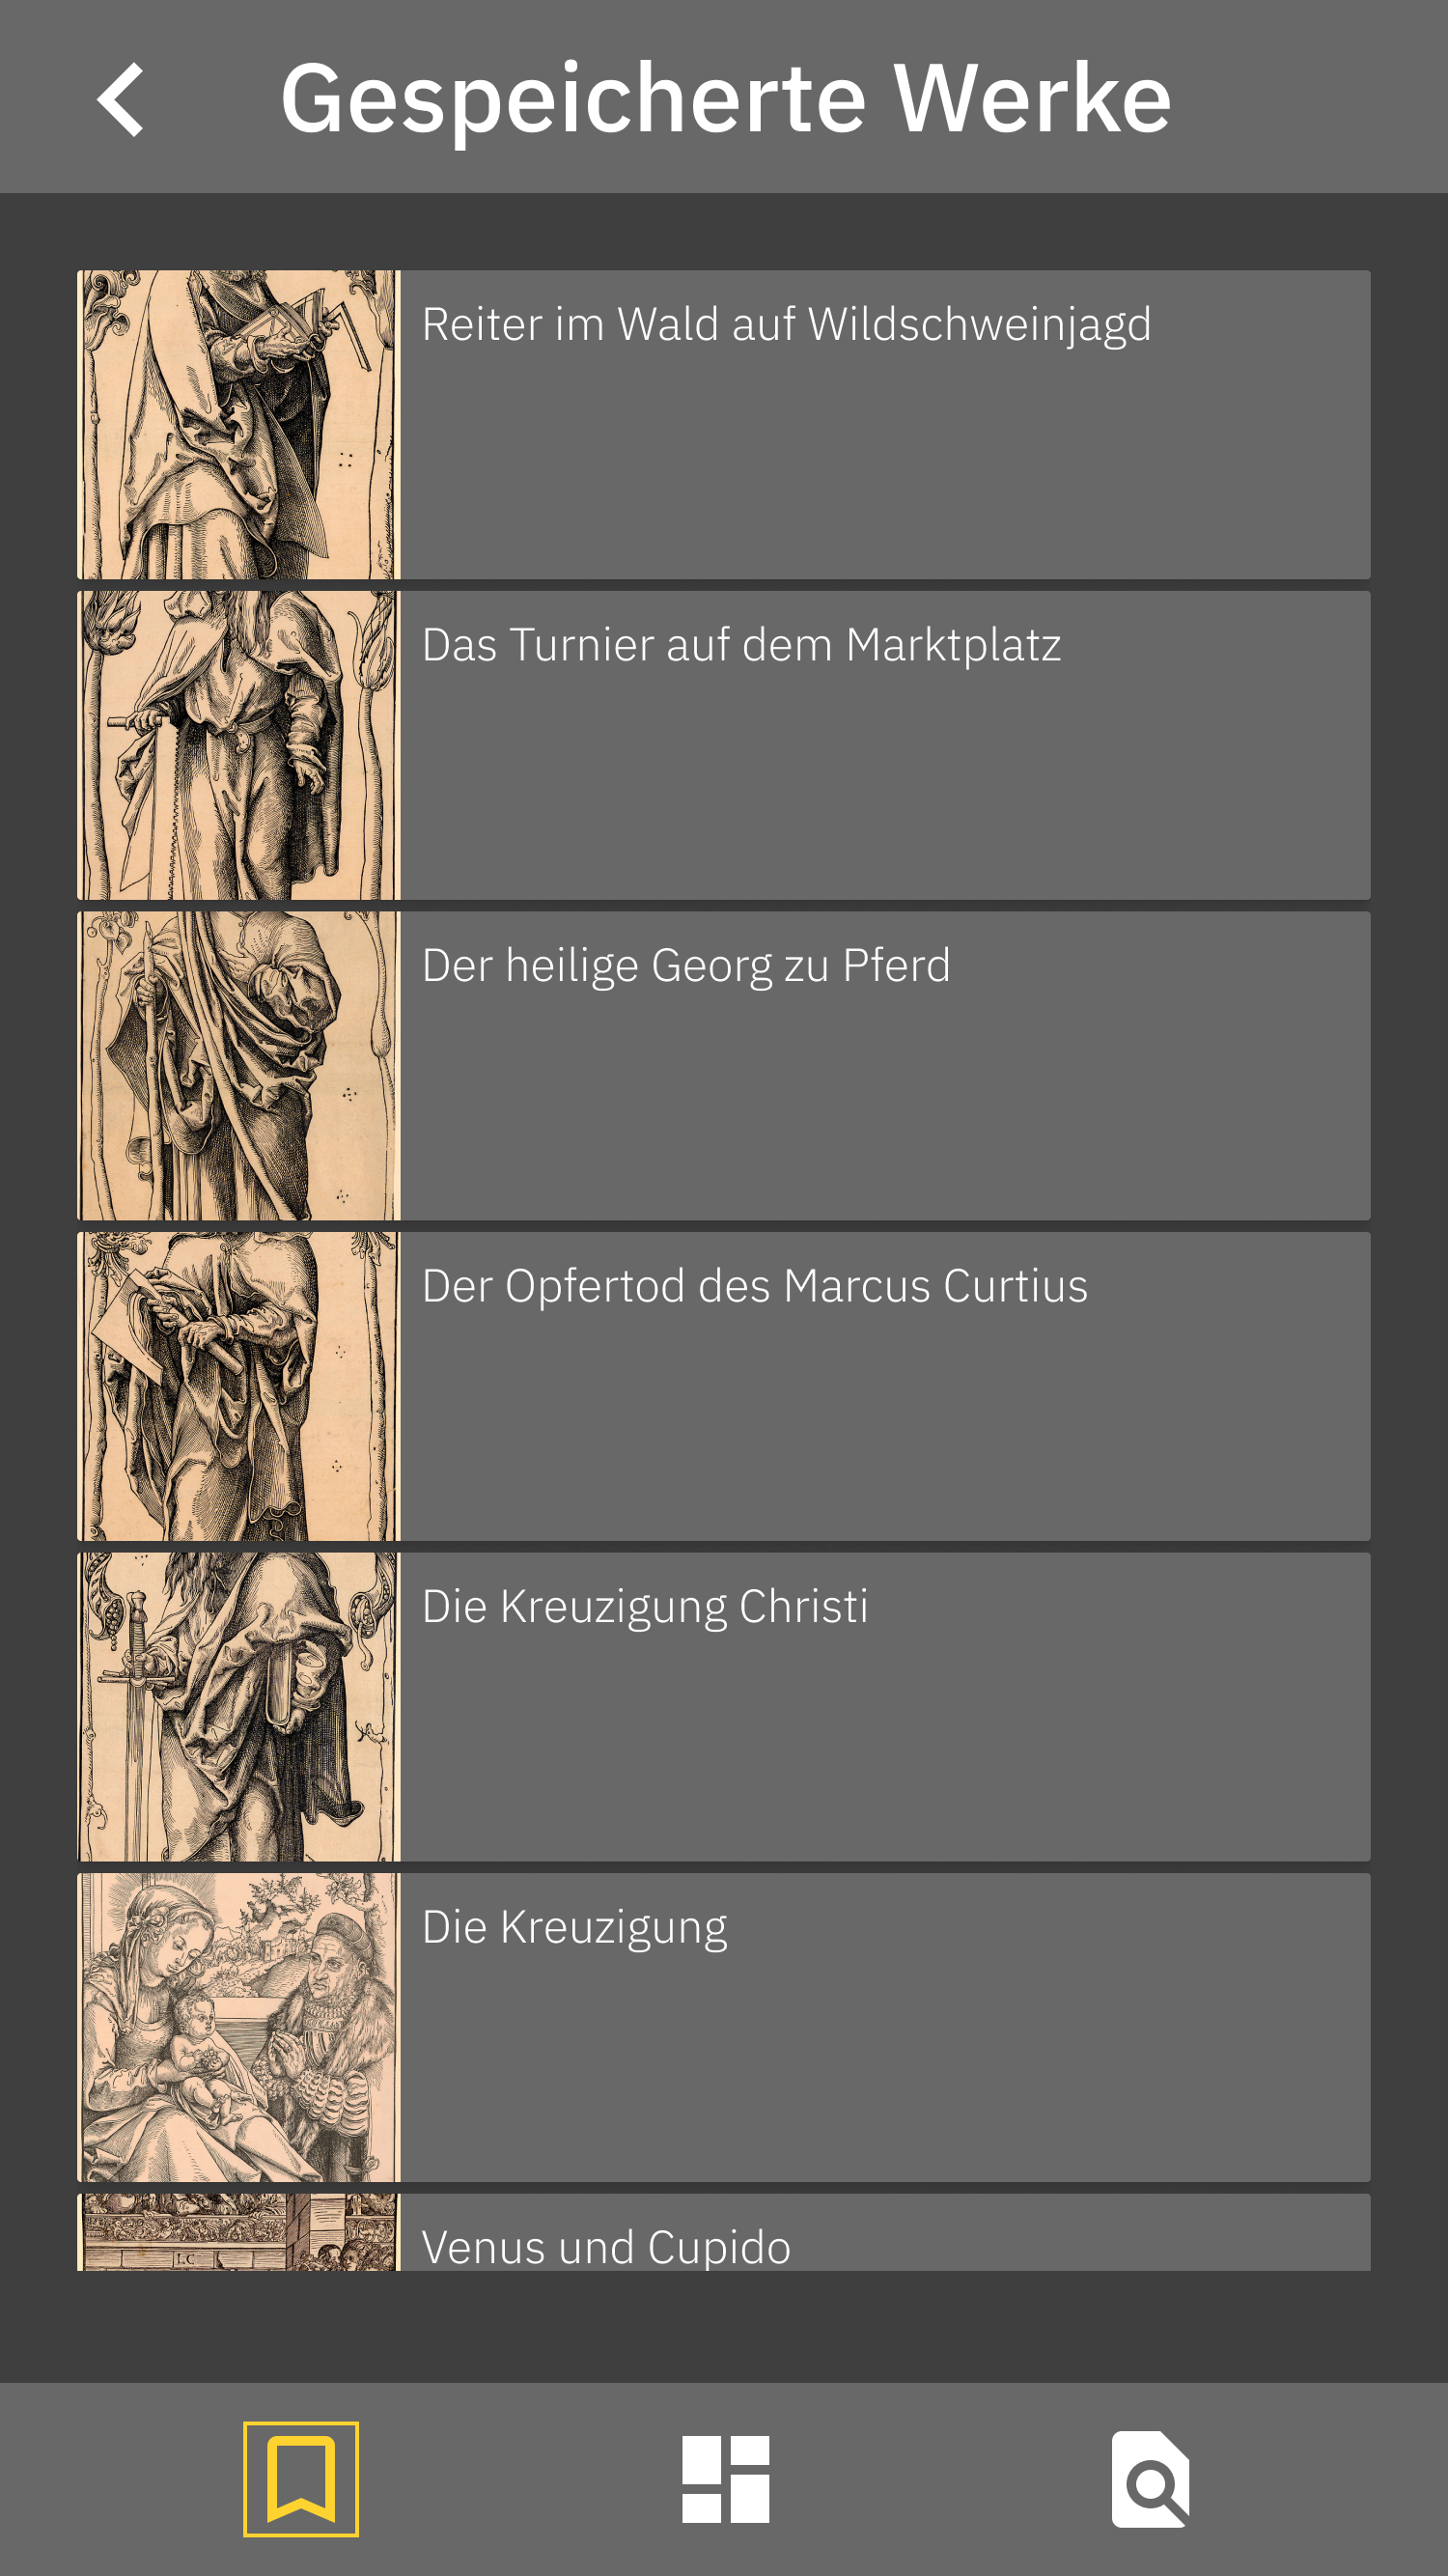 Gespeicherte Werke
Reiter im Wald auf Wildschweinjagd
Das Turnier auf dem Marktplatz
Der heilige Georg zu Pferd
Der Opfertod des Marcus Curtius
Die Kreuzigung Christi
Die Kreuzigung
Venus und Cupido
LC